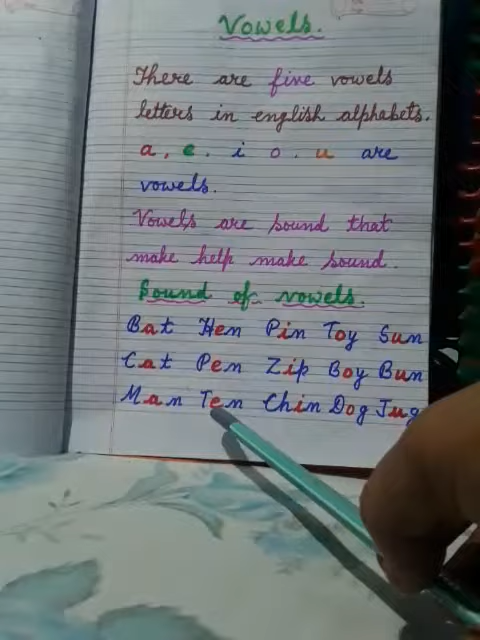 Vowels.
There are five vowels
letters in english alphabets.
a, e. i o. u are
vowels.
Vowels are sound that
make help make sound.
Sound of vowels.
Bat Hen Pin Toy Sun
Cat Pen Zip Boy Bun
Man Ten Chin Dog Jug